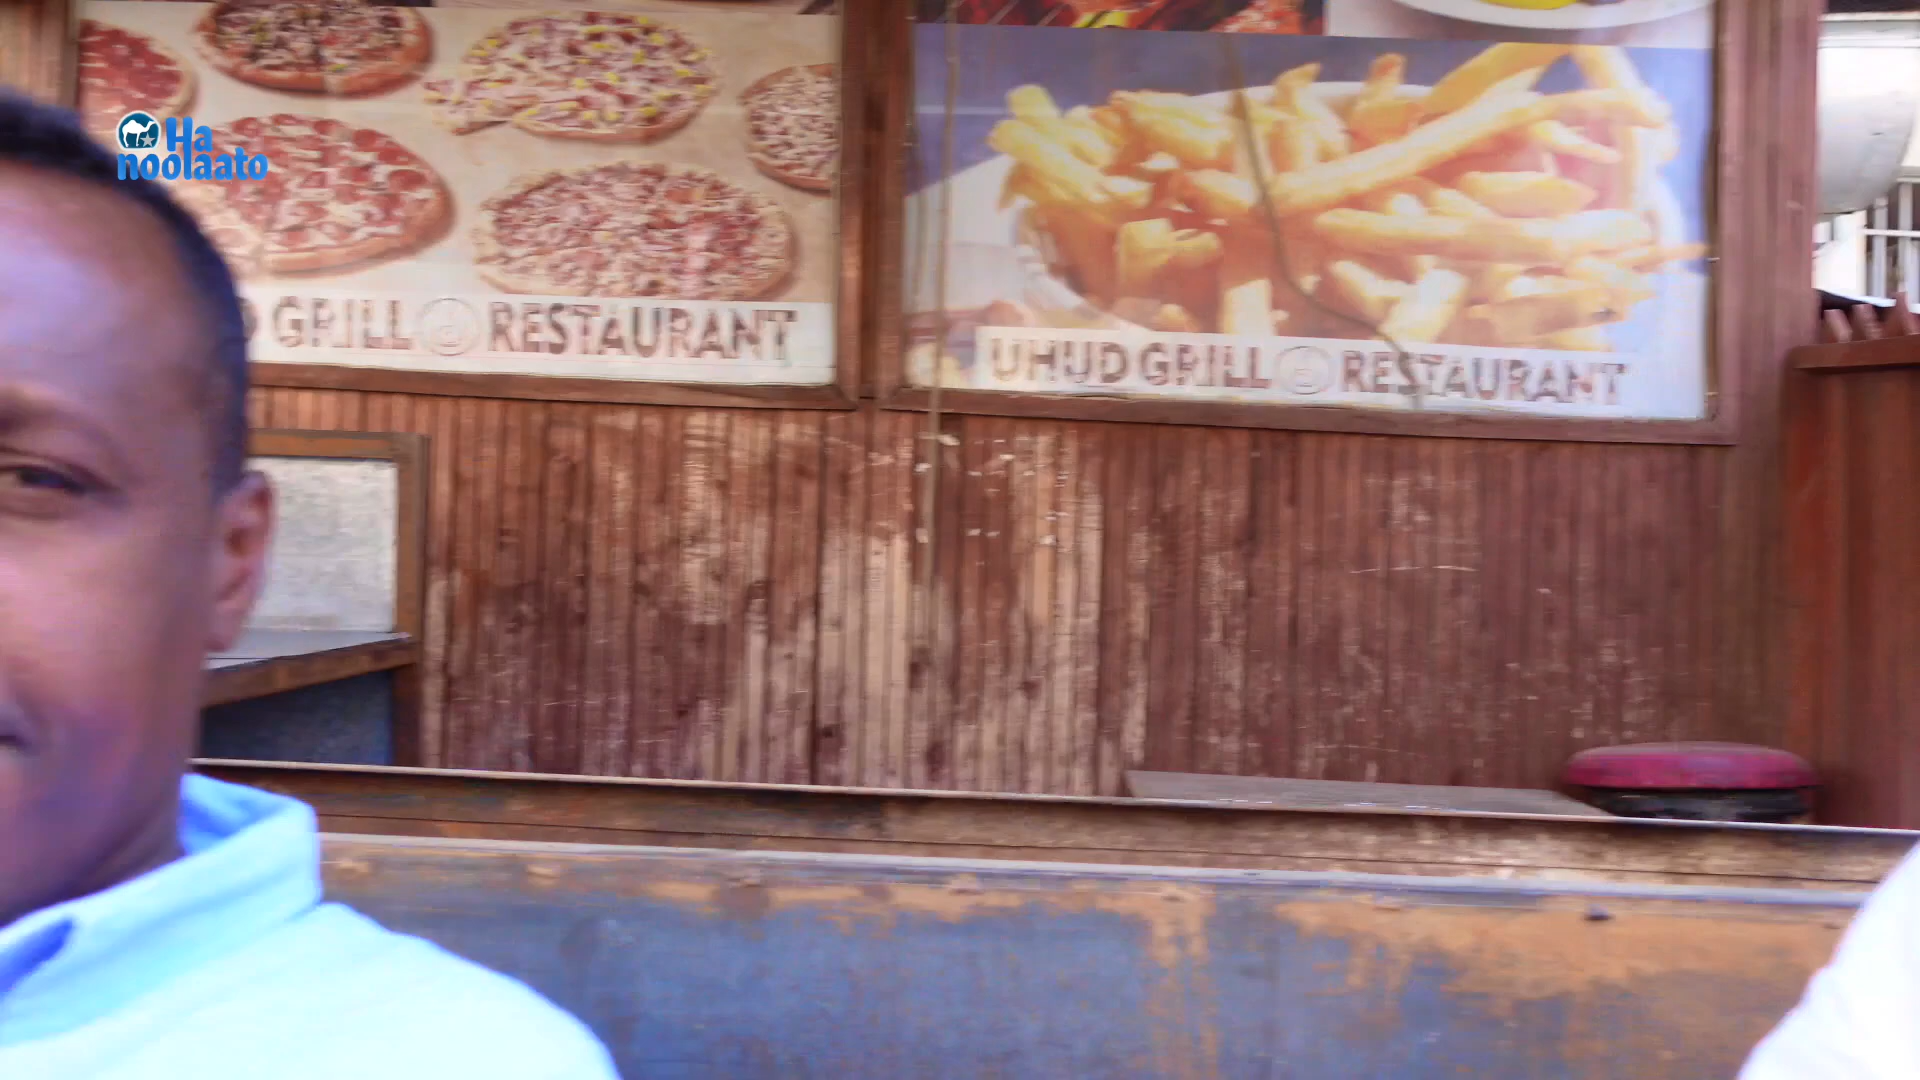 Ha
noolaato
GRILL RESTAURANT
UHUD GRILL RESTAURANT